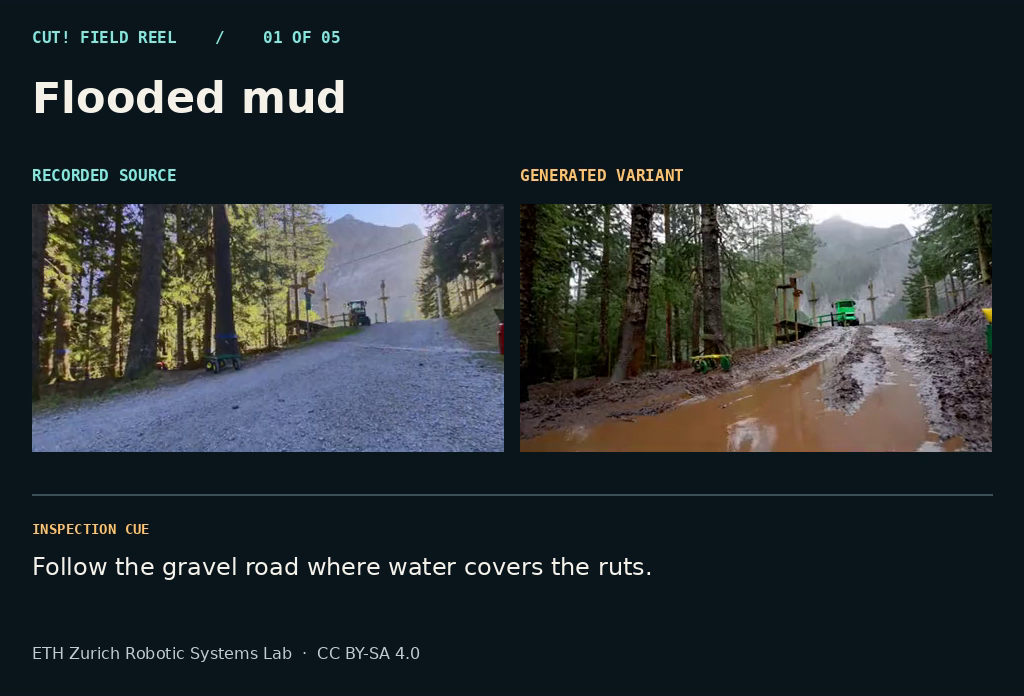 CUT! FIELD REEL / 01 OF 05
Flooded mud
RECORDED SOURCE
GENERATED VARIANT
INSPECTION CUE
Follow the gravel road where water covers the ruts.
ETH Zurich Robotic Systems Lab · CC BY-SA 4.0